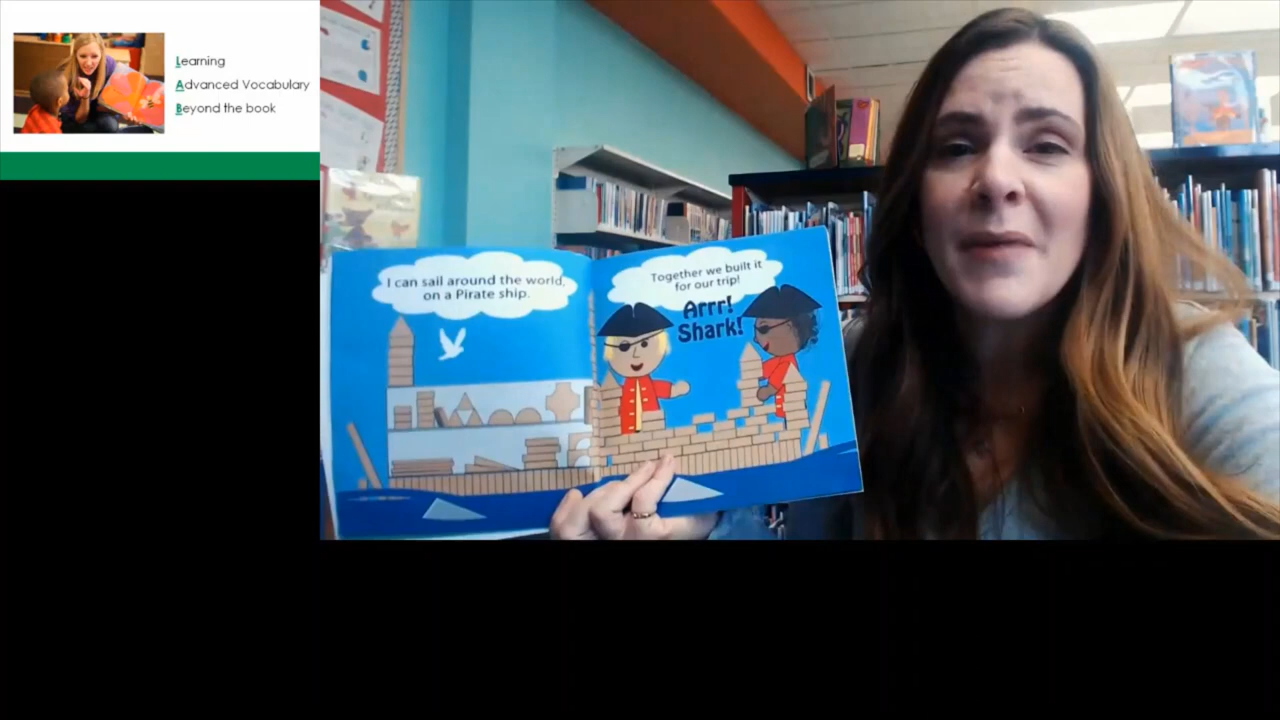 Learning
Advanced Vocabulary
Beyond the book
I can sail around the world,
on a Pirate ship.
Together we built it
for our trip!
Arrr!
Shark!